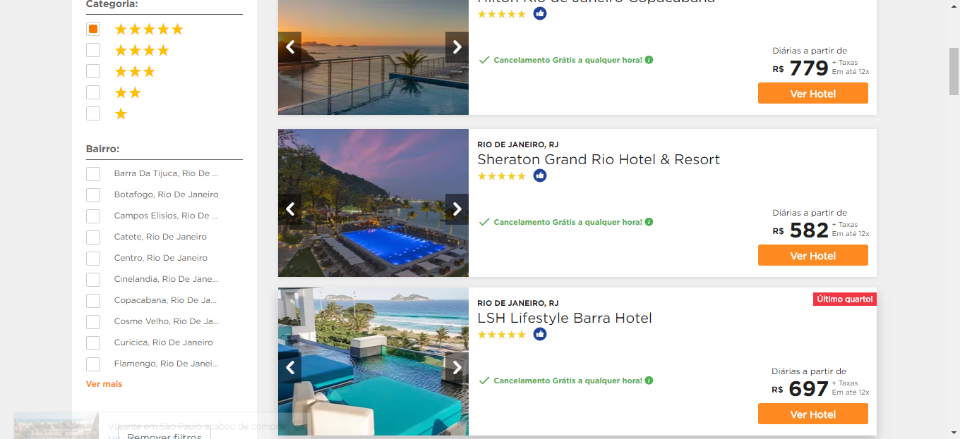 Categoria:
Bairro:
Barra Da Tijuca, Rio De ...
Botafogo, Rio De Janeiro
Campos Elisios, Rio De ...
Catete, Rio De Janeiro
Centro, Rio De Janeiro
Cinelandia, Rio De Jane...
Copacabana, Rio De Ja...
Cosme Velho, Rio De Ja...
Curicica, Rio De Janeiro
Flamengo, Rio De Janei...
Ver mais
Viajante em São Paulo acabou de comprar
Remover filtros
Hilton Rio de Janeiro Copacabana
Cancelamento Grátis a qualquer hora!
Diárias a partir de
R$ 779 + Taxas
Em até 12x
Ver Hotel
RIO DE JANEIRO, RJ
Sheraton Grand Rio Hotel & Resort
Cancelamento Grátis a qualquer hora!
Diárias a partir de
R$ 582 + Taxas
Em até 12x
Ver Hotel
Último quarto!
RIO DE JANEIRO, RJ
LSH Lifestyle Barra Hotel
Cancelamento Grátis a qualquer hora!
Diárias a partir de
R$ 697 + Taxas
Em até 12x
Ver Hotel